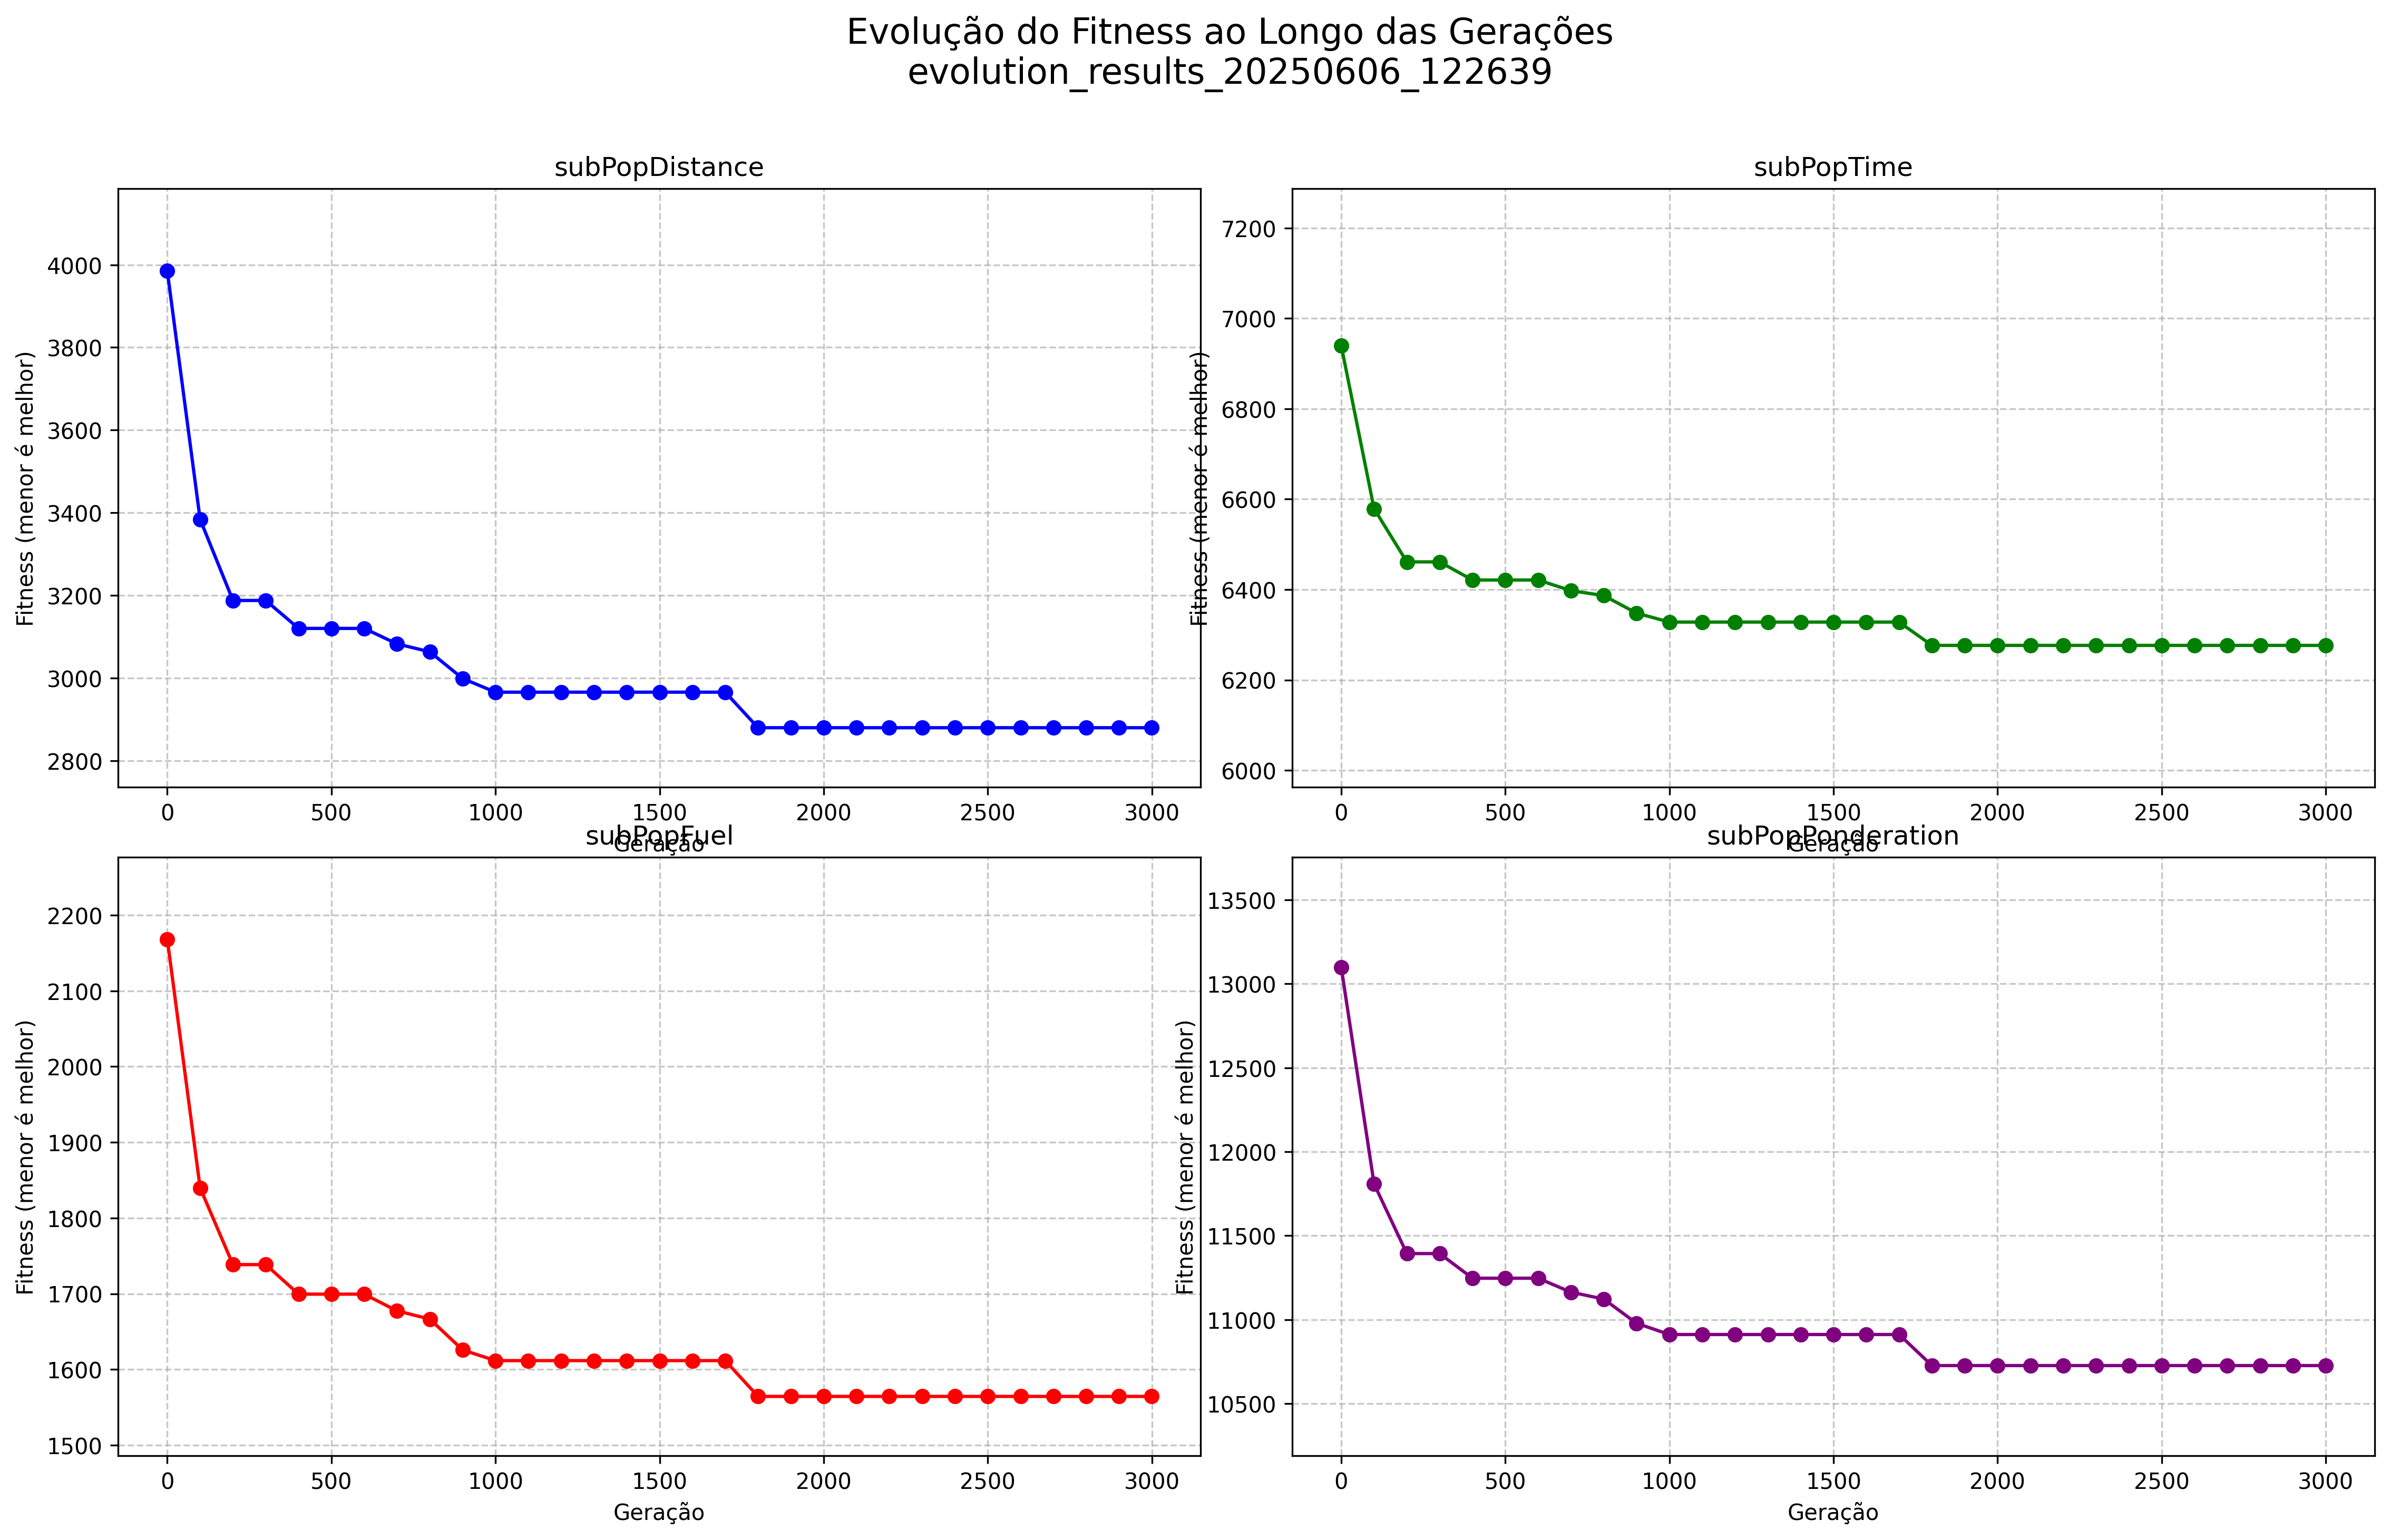 Evolução do Fitness ao Longo das Gerações
evolution_results_20250606_122639
subPopDistance
Fitness (menor é melhor)
4000
3800
3600
3400
3200
3000
2800
0 500 1000 1500 2000 2500 3000
Geração
subPopTime
Fitness (menor é melhor)
7200
7000
6800
6600
6400
6200
6000
0 500 1000 1500 2000 2500 3000
Geração
subPopFuel
Fitness (menor é melhor)
2200
2100
2000
1900
1800
1700
1600
1500
0 500 1000 1500 2000 2500 3000
Geração
subPopPonderation
Fitness (menor é melhor)
13500
13000
12500
12000
11500
11000
10500
0 500 1000 1500 2000 2500 3000
Geração